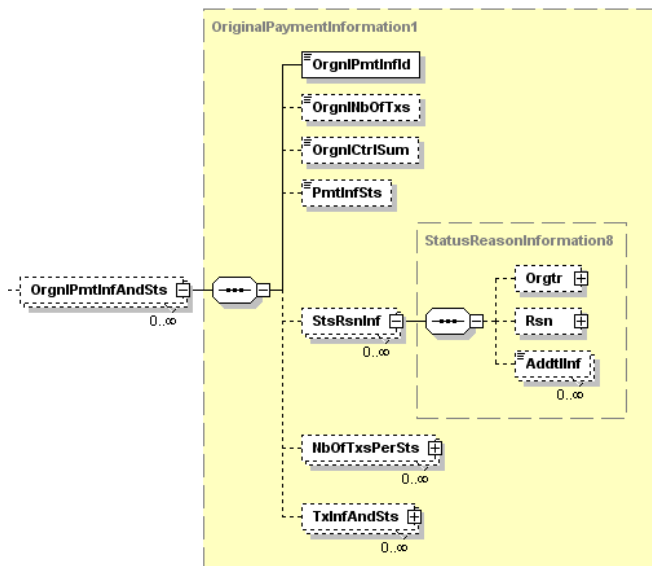 OriginalPaymentInformation1
OrgnlPmtInfId
OrgnlNbOfTxs
OrgnlCtrlSum
PmtInfSts
StatusReasonInformation8
Orgtr
OrgnlPmtInfAndSts
0..∞
StsRsnInf
0..∞
Rsn
AddtlInf
0..∞
NbOfTxsPerSts
0..∞
TxInfAndSts
0..∞